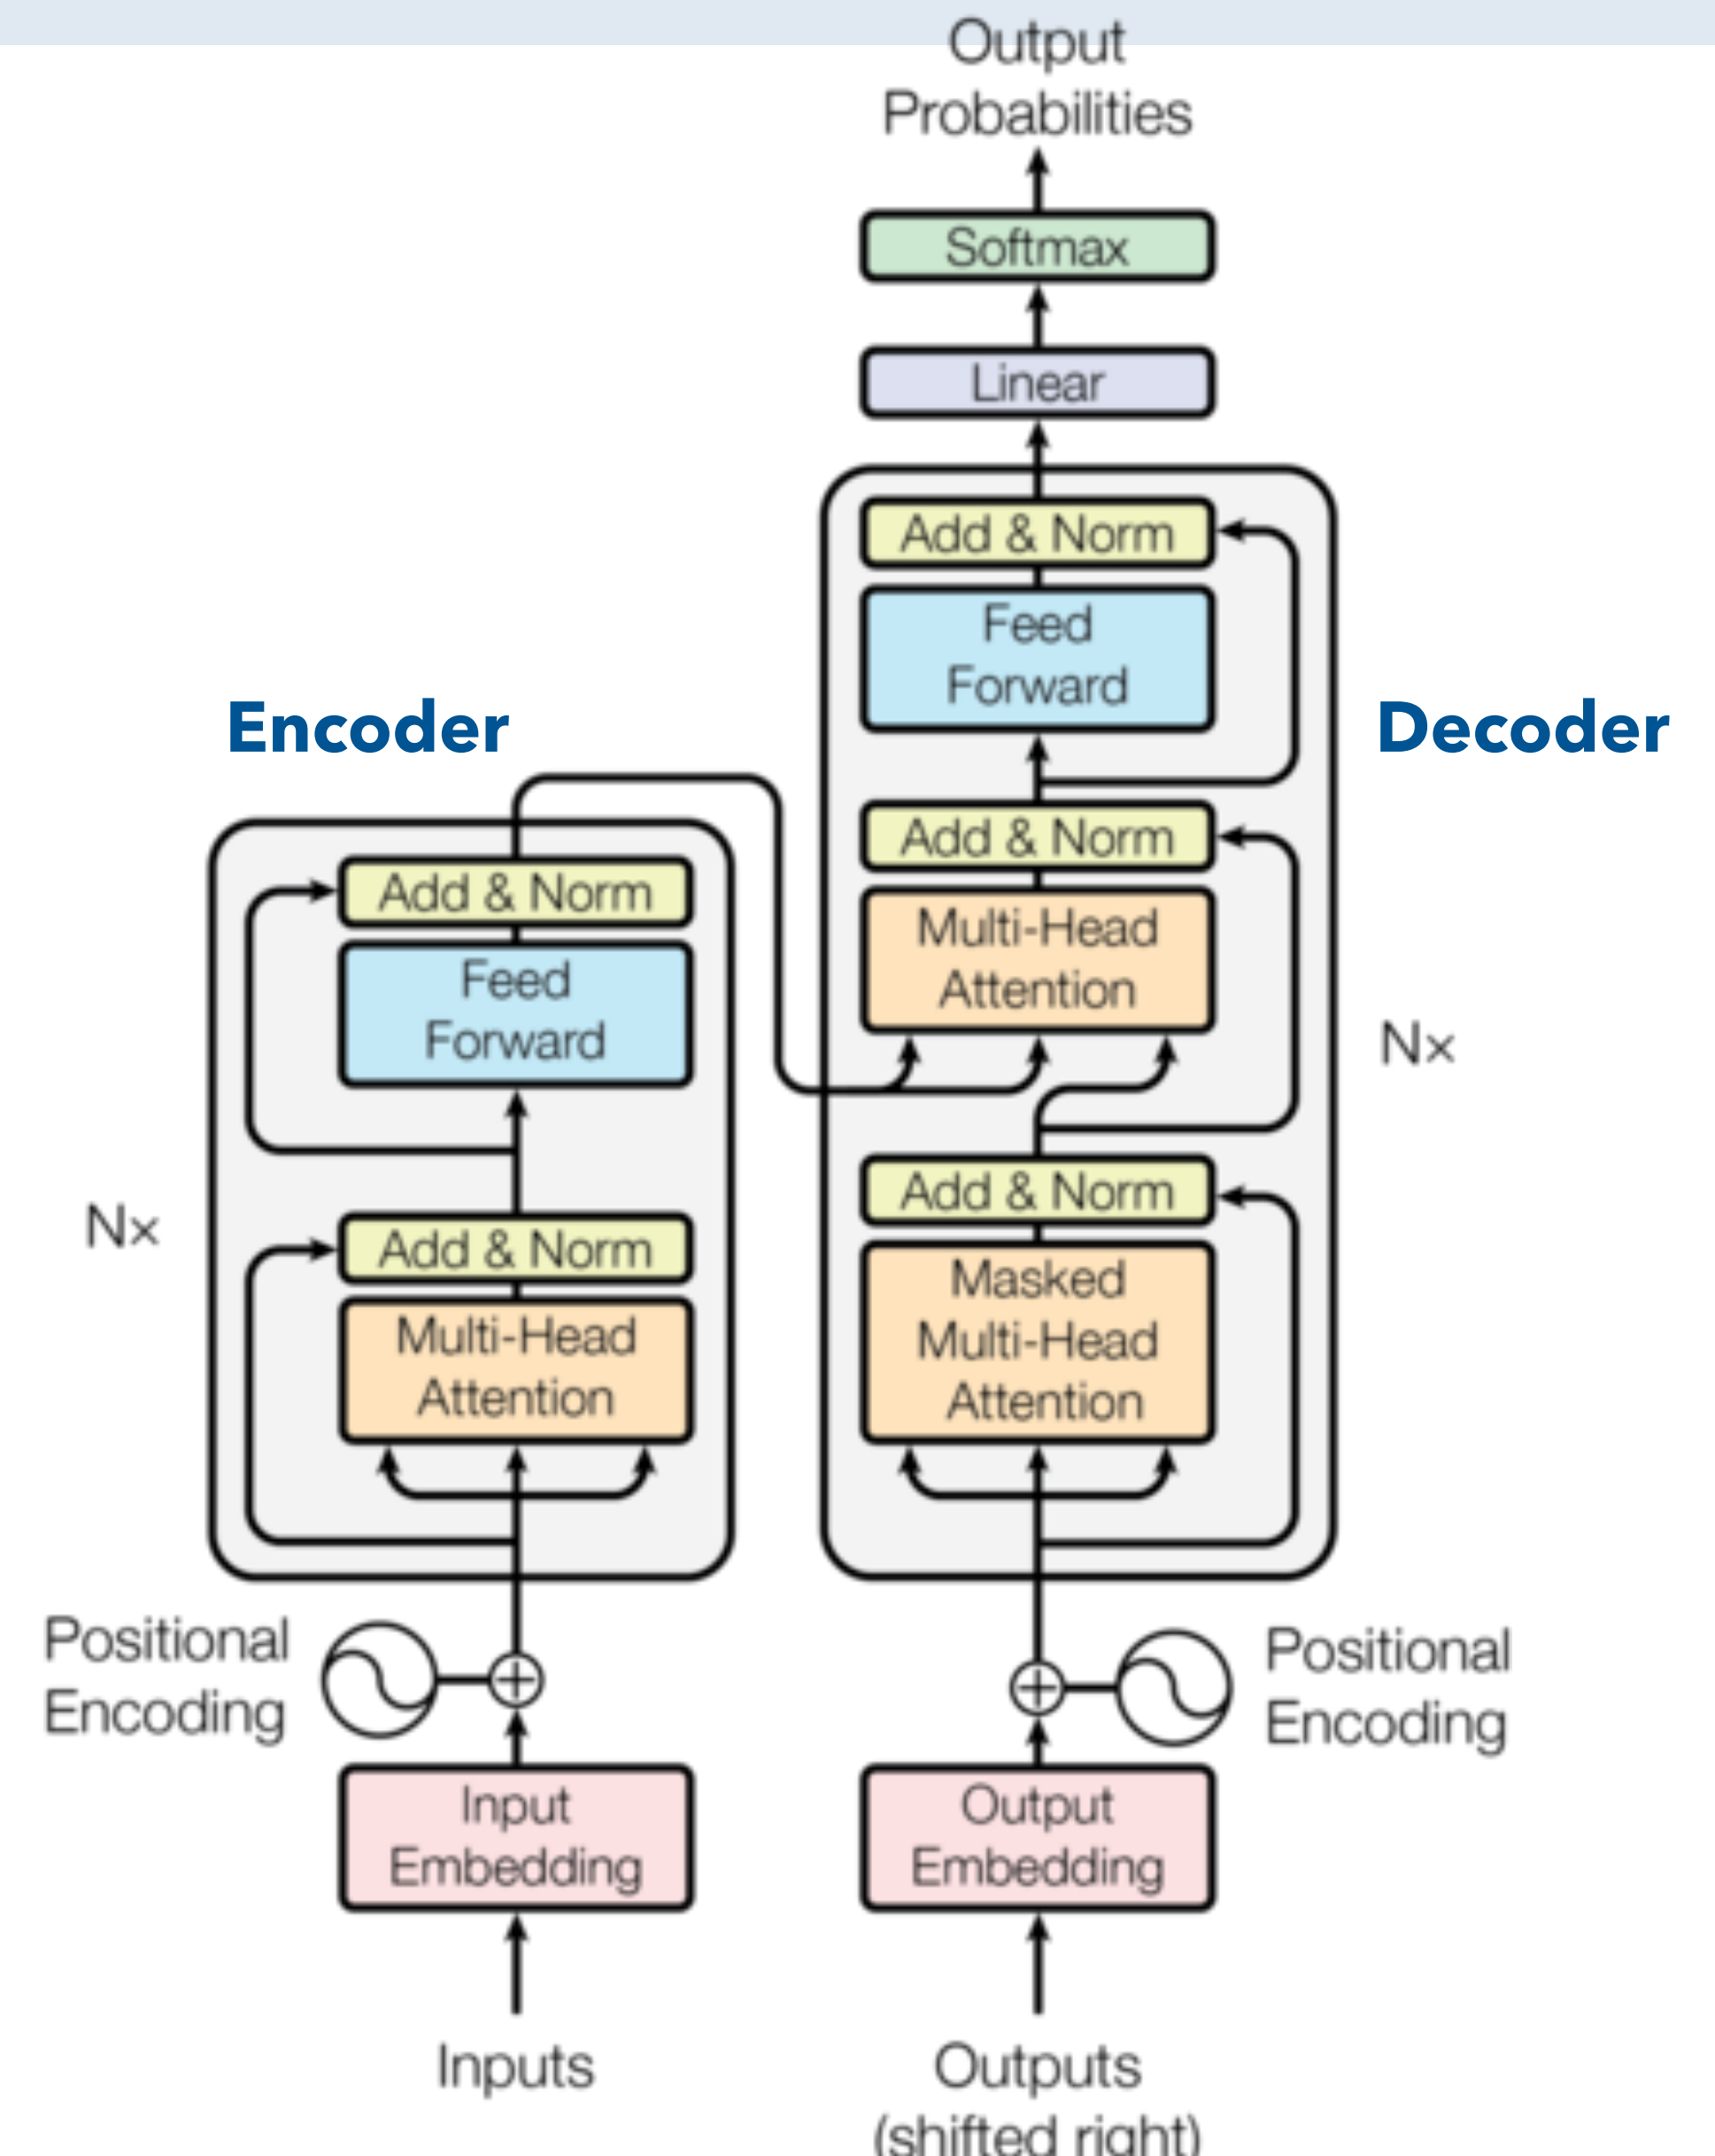 Output
Probabilities
Softmax
Linear
Add & Norm
Feed
Forward
Add & Norm
Multi-Head
Attention
Add & Norm
Masked
Multi-Head
Attention
Decoder
N×
Encoder
Add & Norm
Feed
Forward
Add & Norm
Multi-Head
Attention
N×
Positional
Encoding
Positional
Encoding
Input
Embedding
Output
Embedding
Inputs
Outputs
(shifted right)